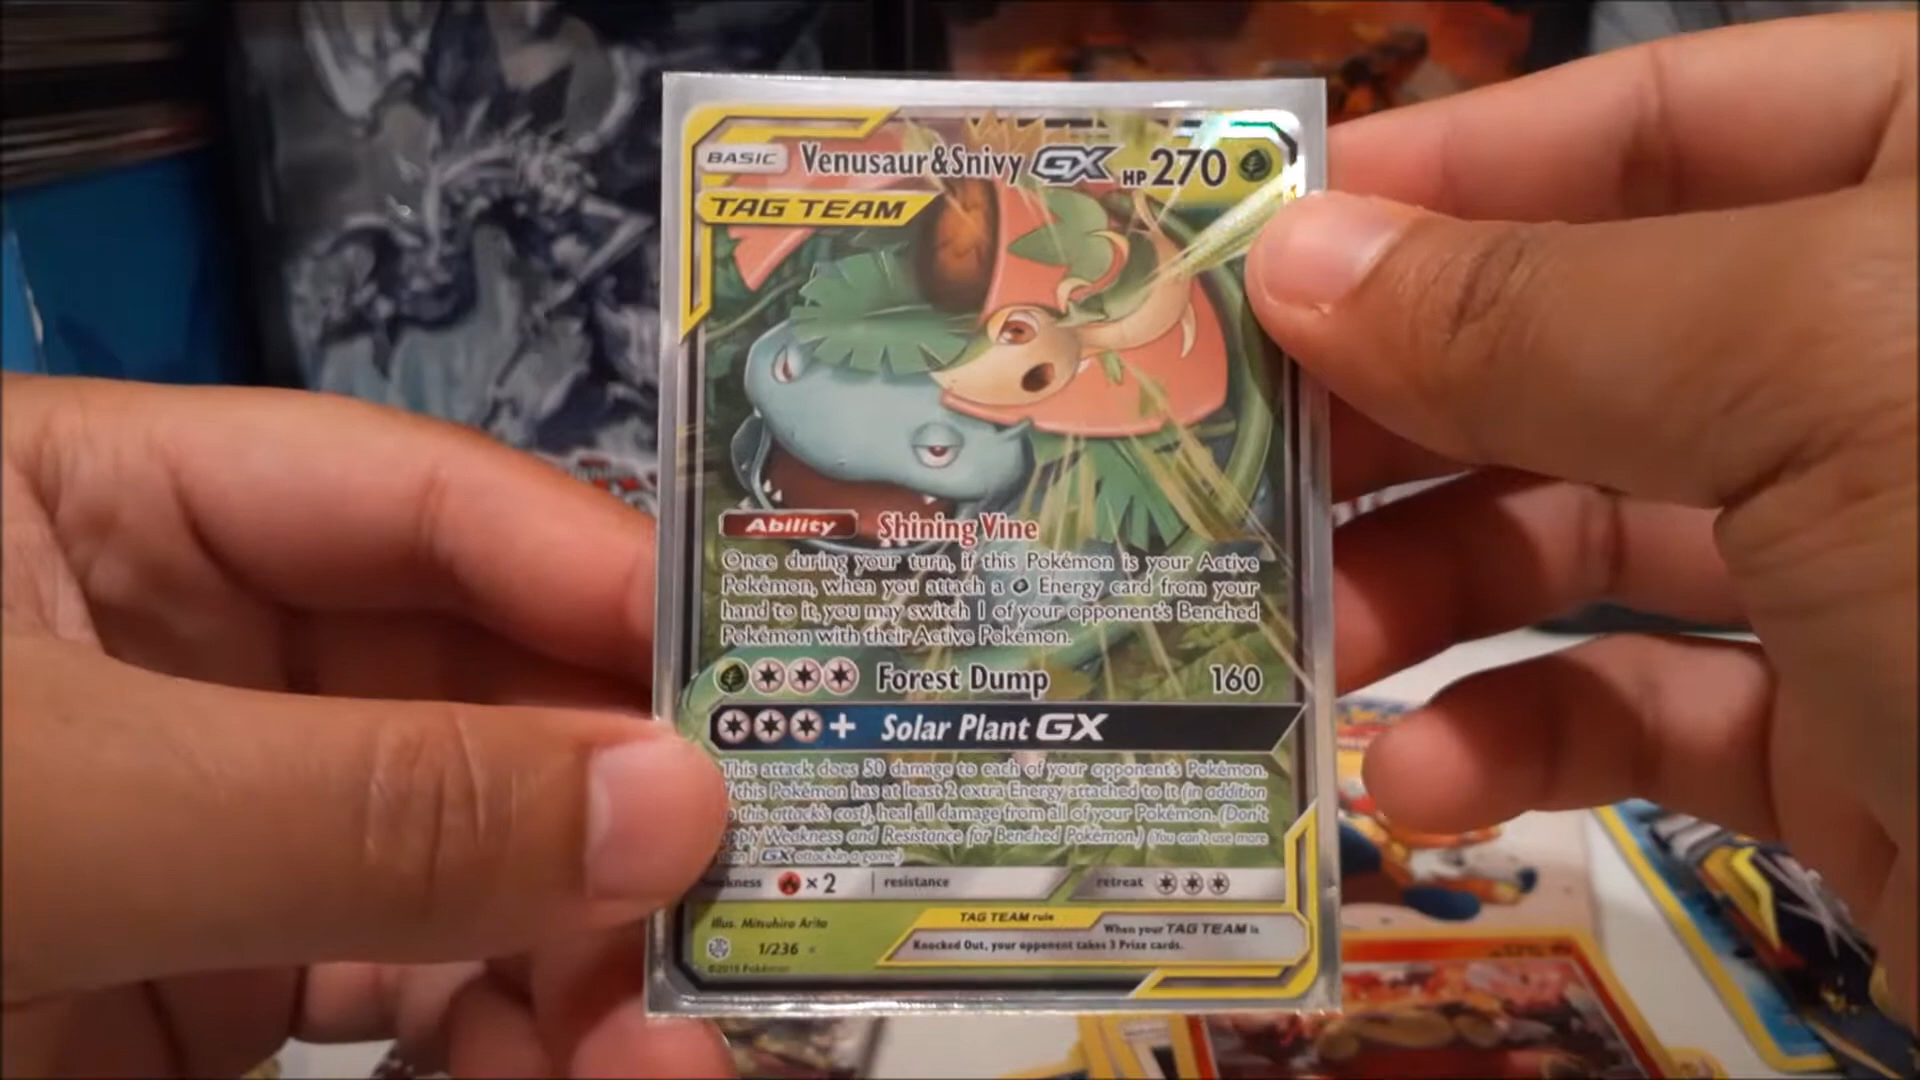 BASIC Venusaur&Snivy GX HP 270
TAG TEAM
Ability Shining Vine
Once during your turn, if this Pokémon is your Active
Pokémon, when you attach a Energy card from your
hand to it, you may switch 1 of your opponent's Benched
Pokémon with their Active Pokémon.
Forest Dump 160
+ Solar Plant GX
This attack does 50 damage to each of your opponent's Pokémon.
this Pokémon has at least 2 extra Energy attached to it (in addition
this attack's cost), heal all damage from all of your Pokémon. (Don't
pply Weakness and Resistance for Benched Pokémon.) (You can't use more
1 GX attack in a game.)
kness × 2 resistance retreat
Illus. Mitsuhiro Arita
TAG TEAM rule
When your TAG TEAM is
Knocked Out, your opponent takes 3 Prize cards.
1/236
©2019 Pokémon